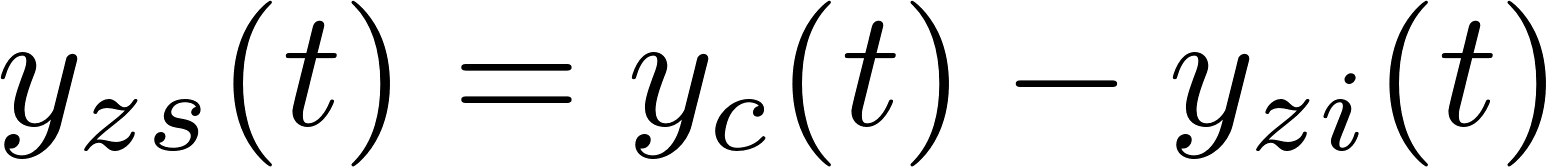 y_{zs}(t) = y_c(t) − y_{zi}(t)